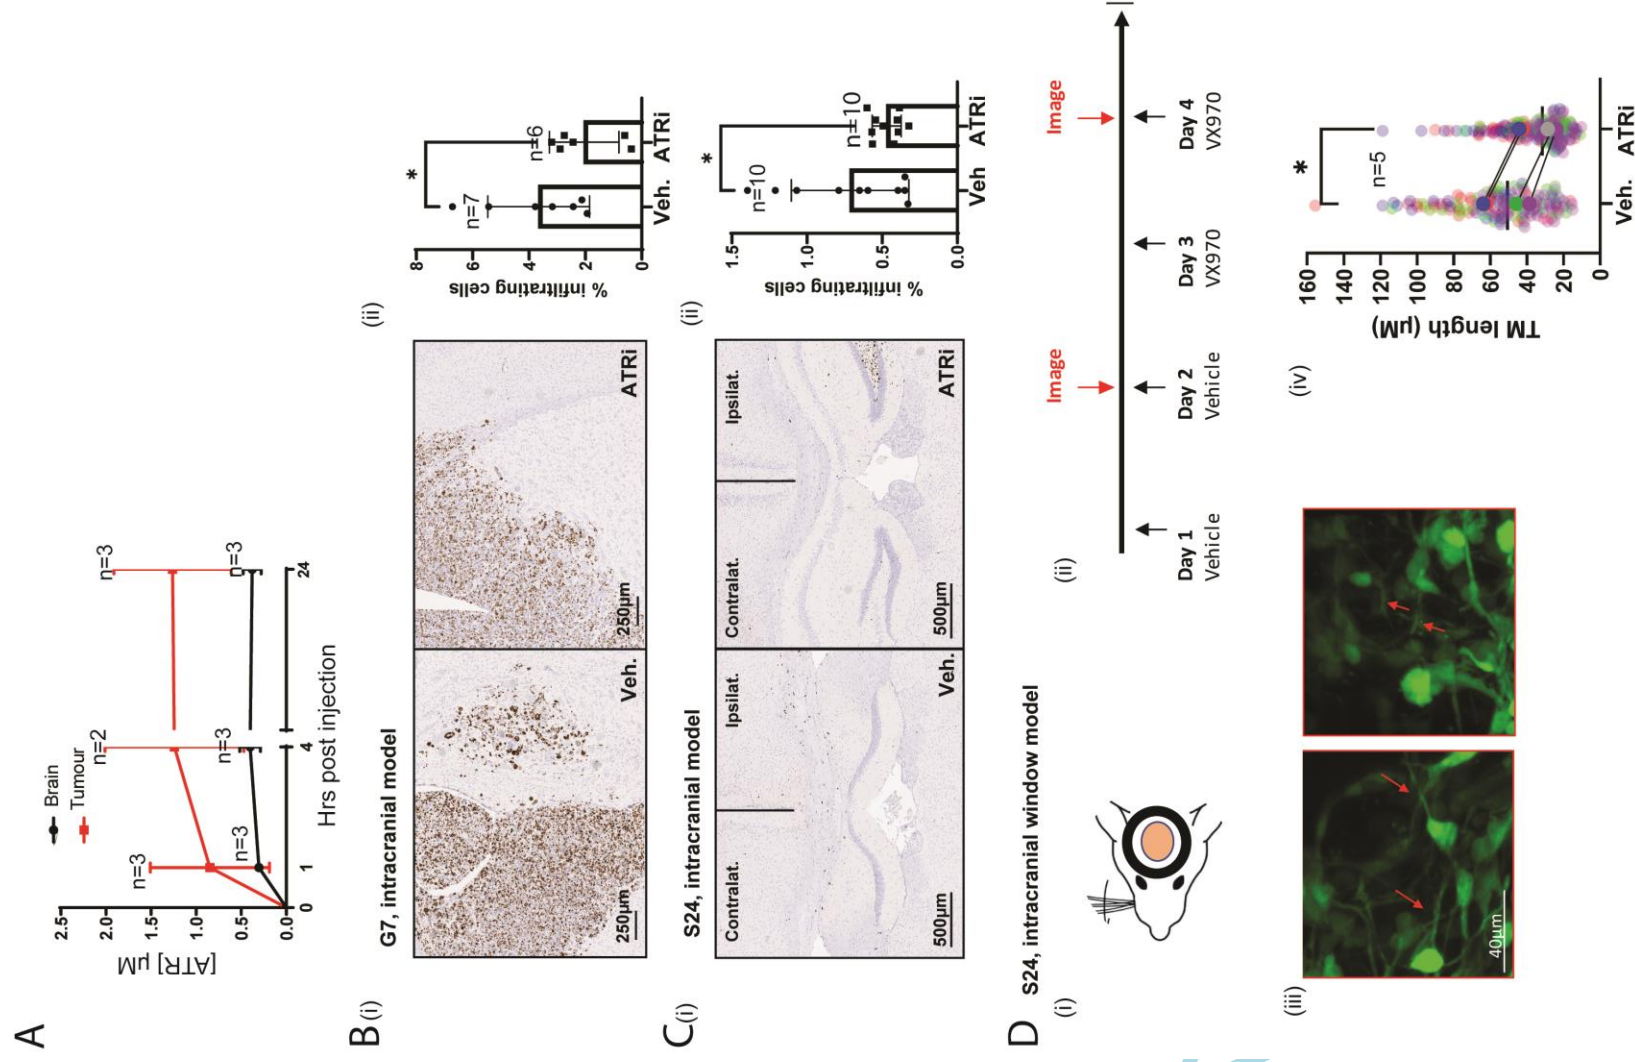 A
[ATR] µM
2.5
2.0
1.5
1.0
0.5
0.0
Brain
Tumour
n=3
n=3
n=2
n=3
n=3
n=3
0
1
4
24
Hrs post injection
B
(i)
G7, intracranial model
250µm
Veh.
250µm
ATRi
(ii)
% infiltrating cells
8
6
4
2
0
*
n=7
n=6
Veh.
ATRi
C
(i)
S24, intracranial model
Contralat.
Ipsilat.
500µm
Veh.
Contralat.
Ipsilat.
500µm
ATRi
(ii)
% infiltrating cells
1.5
1.0
0.5
0.0
*
n=10
n=10
Veh
ATRi
D
S24, intracranial window model
(i)
(ii)
Image
Image
Day 1
Vehicle
Day 2
Vehicle
Day 3
VX970
Day 4
VX970
(iii)
40µm
(iv)
TM length (µM)
160
140
120
100
80
60
40
20
0
*
n=5
Veh.
ATRi